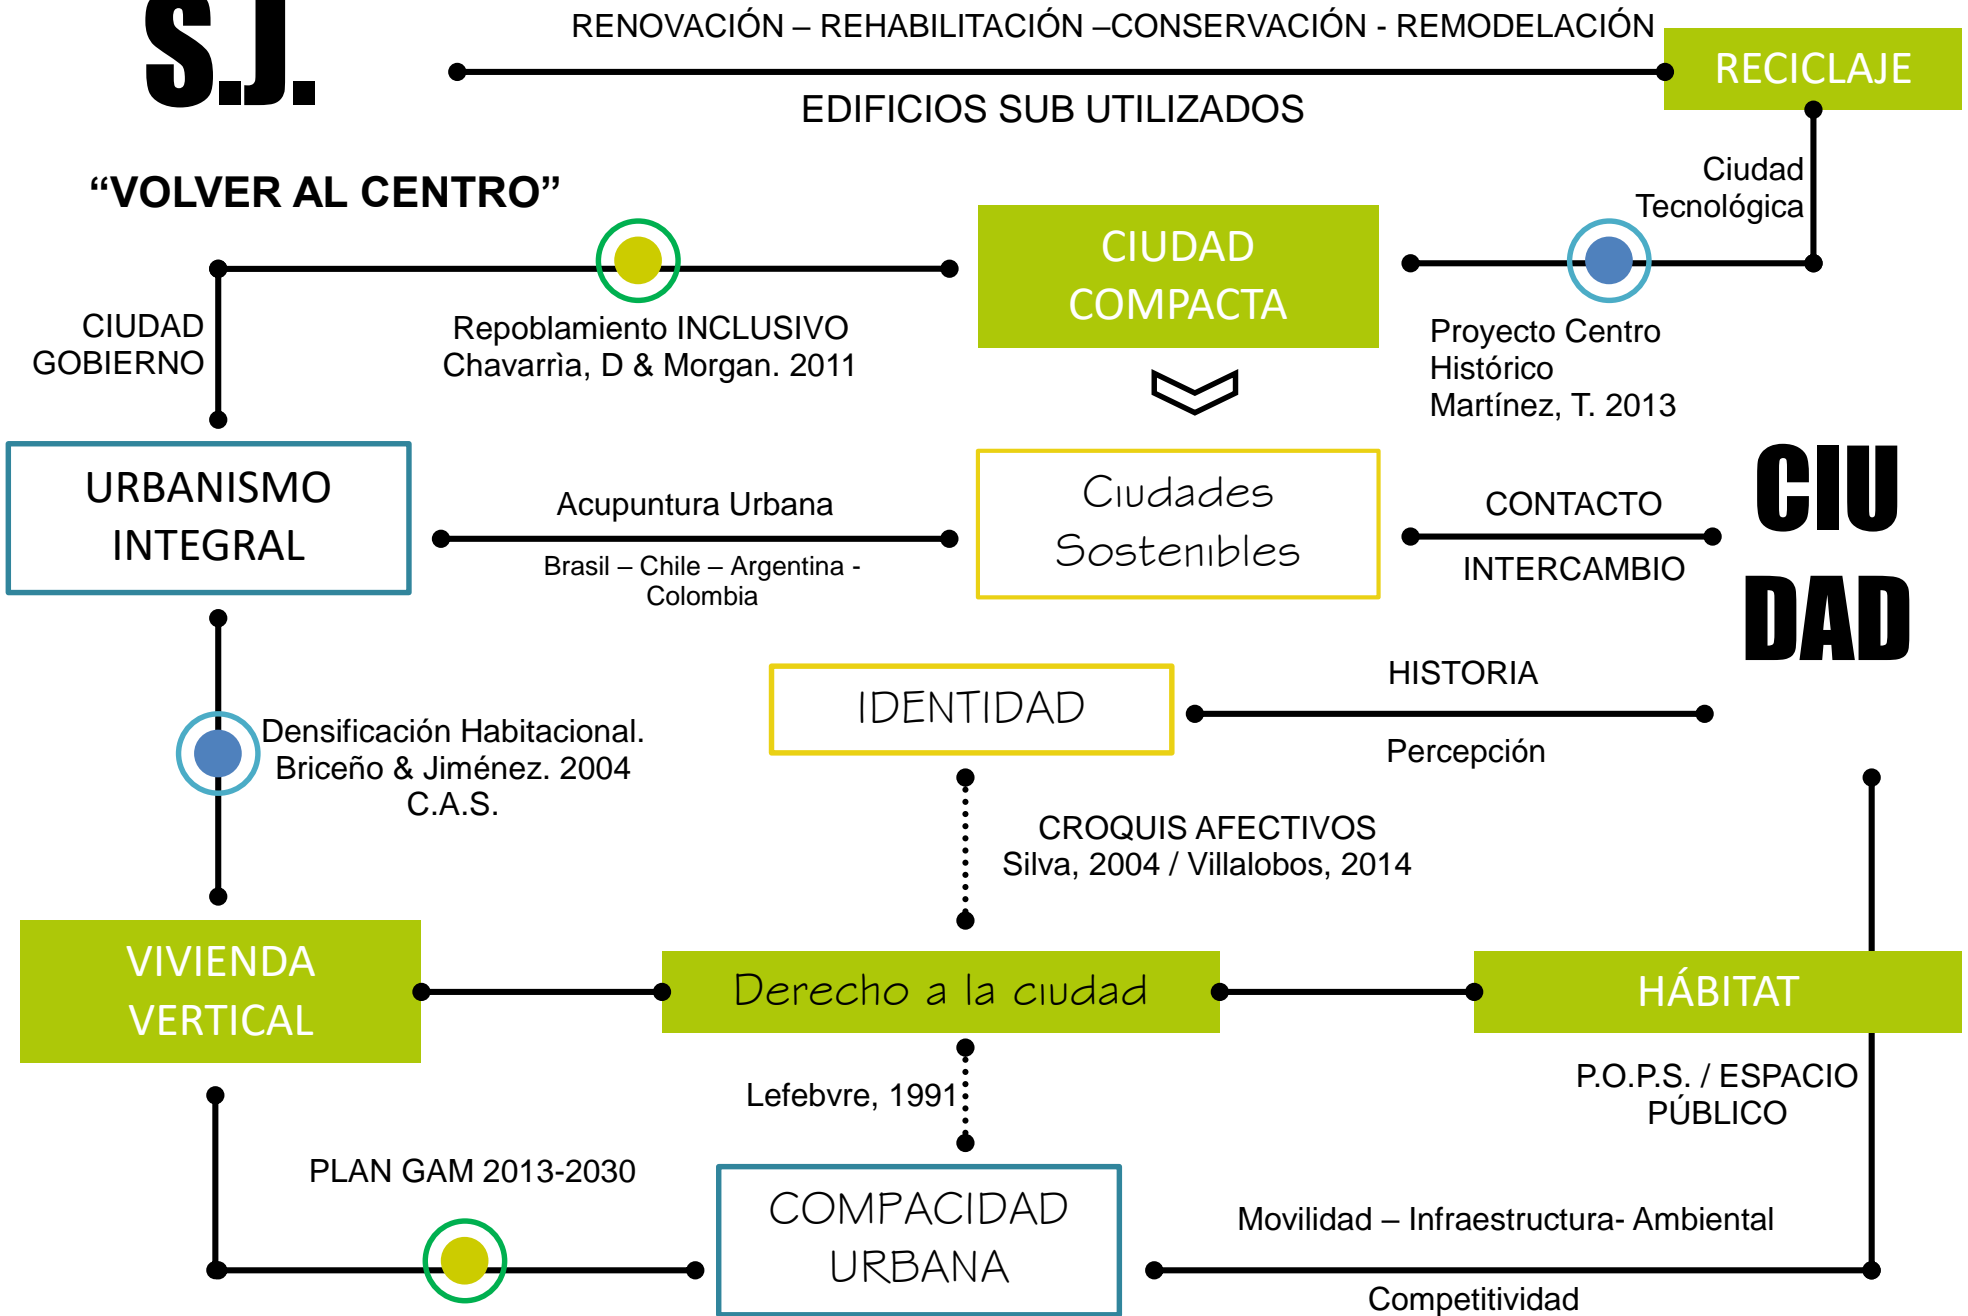 S.J.
RENOVACIÓN – REHABILITACIÓN –CONSERVACIÓN - REMODELACIÓN
RECICLAJE
EDIFICIOS SUB UTILIZADOS
“VOLVER AL CENTRO”
Ciudad
Tecnológica
CIUDAD
COMPACTA
CIUDAD
GOBIERNO
Repoblamiento INCLUSIVO
Chavarrìa, D & Morgan. 2011
Proyecto Centro
Histórico
Martínez, T. 2013
URBANISMO
INTEGRAL
Acupuntura Urbana
Brasil – Chile – Argentina -
Colombia
Ciudades
Sostenibles
CONTACTO
INTERCAMBIO
CIU
DAD
IDENTIDAD
HISTORIA
Percepción
Densificación Habitacional.
Briceño & Jiménez. 2004
C.A.S.
CROQUIS AFECTIVOS
Silva, 2004 / Villalobos, 2014
VIVIENDA
VERTICAL
Derecho a la ciudad
HÁBITAT
Lefebvre, 1991
P.O.P.S. / ESPACIO
PÚBLICO
PLAN GAM 2013-2030
COMPACIDAD
URBANA
Movilidad – Infraestructura- Ambiental
Competitividad